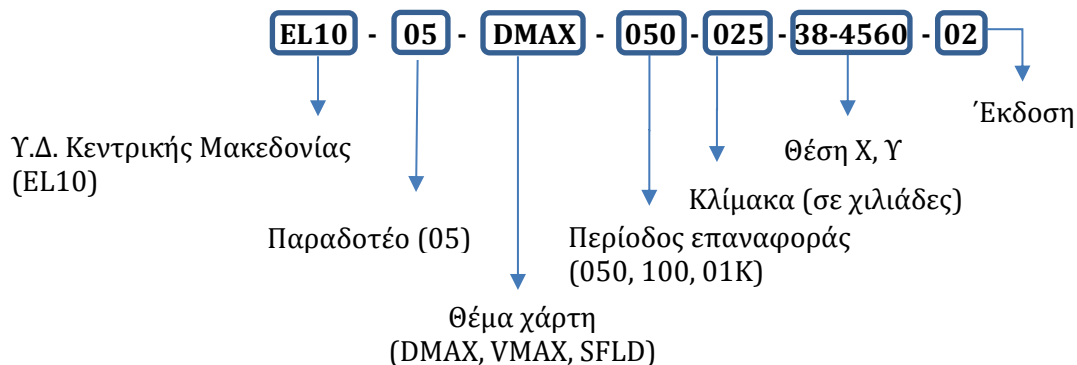 EL10 - 05 - DMAX - 050 - 025 - 38-4560 - 02
Έκδοση
Υ.Δ. Κεντρικής Μακεδονίας
(EL10)
Θέση Χ, Υ
Κλίμακα (σε χιλιάδες)
Παραδοτέο (05)
Περίοδος επαναφοράς
(050, 100, 01K)
Θέμα χάρτη
(DMAX, VMAX, SFLD)